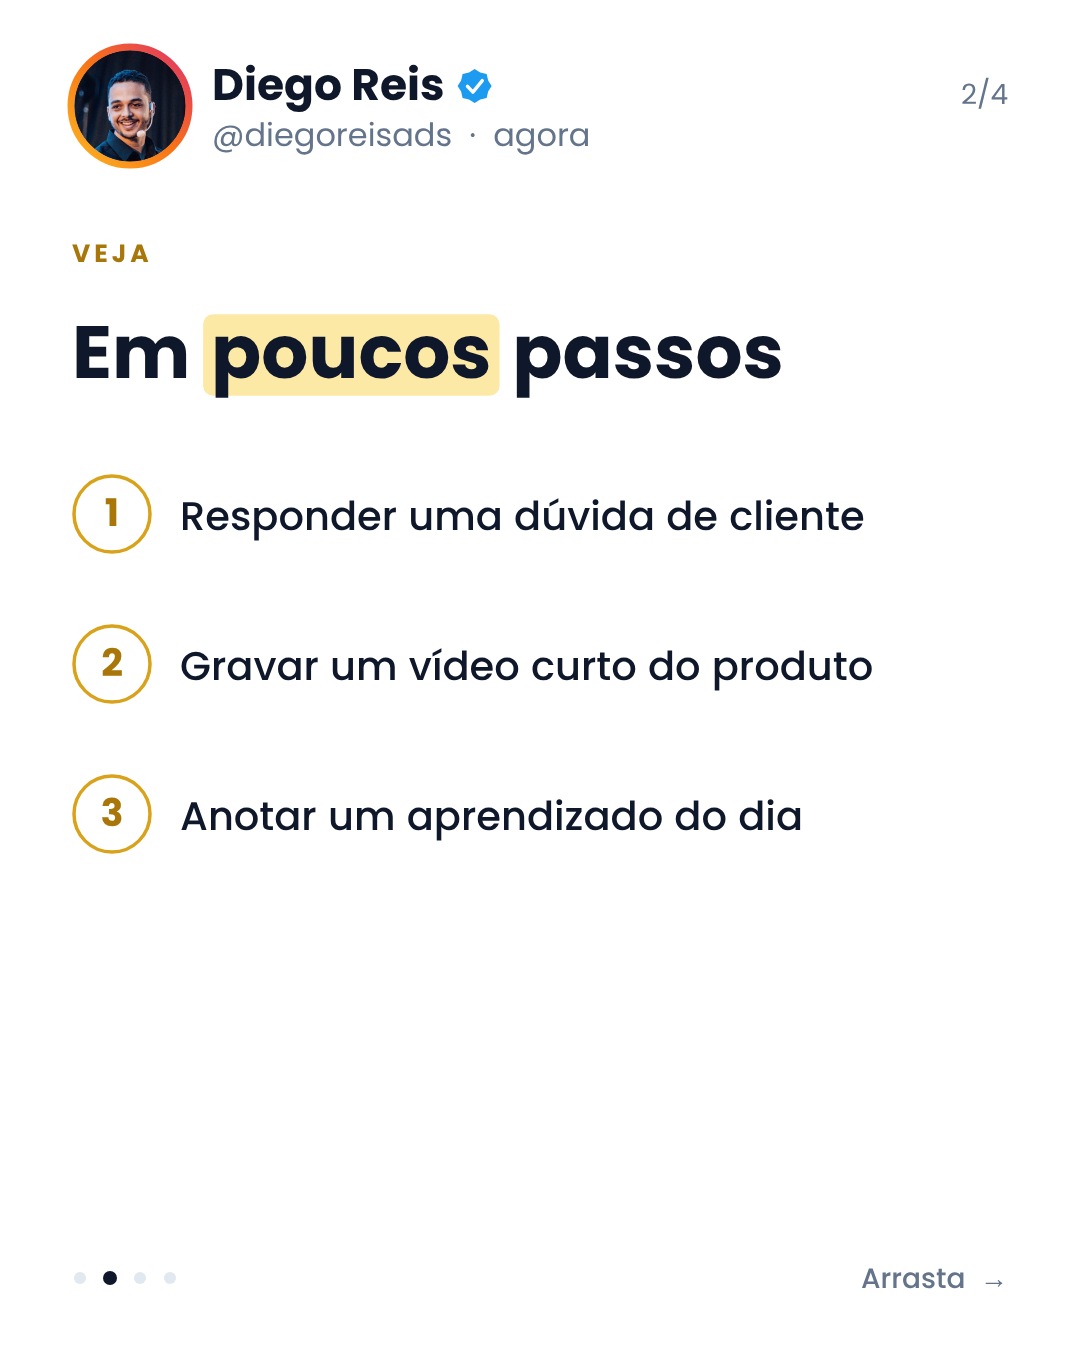 Diego Reis
@diegoreisads · agora
2/4
VEJA
Em poucos passos
1 Responder uma dúvida de cliente
2 Gravar um vídeo curto do produto
3 Anotar um aprendizado do dia
Arrasta →